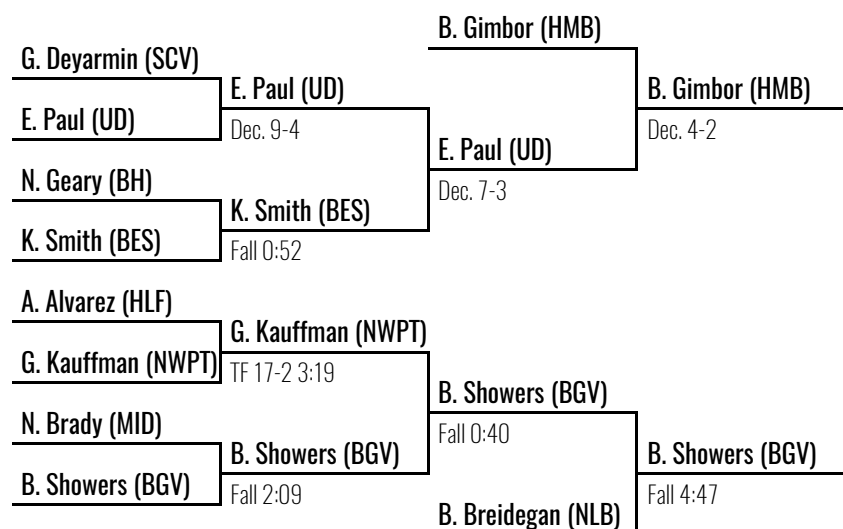 B. Gimbor (HMB)
G. Deyarmin (SCV)
E. Paul (UD)
B. Gimbor (HMB)
E. Paul (UD)
Dec. 9-4
Dec. 4-2
E. Paul (UD)
N. Geary (BH)
Dec. 7-3
K. Smith (BES)
K. Smith (BES)
Fall 0:52
A. Alvarez (HLF)
G. Kauffman (NWPT)
G. Kauffman (NWPT)
TF 17-2 3:19
B. Showers (BGV)
N. Brady (MID)
Fall 0:40
B. Showers (BGV)
B. Showers (BGV)
B. Showers (BGV)
Fall 2:09
Fall 4:47
B. Breidegan (NLB)